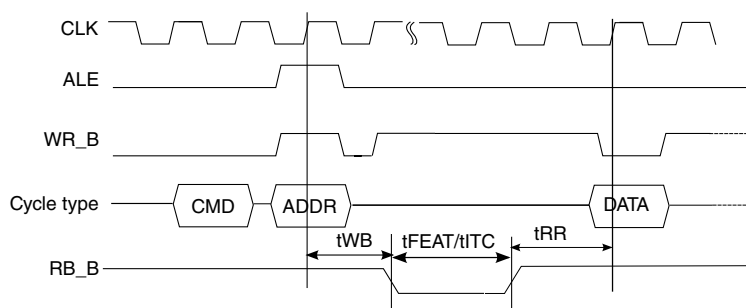 CLK
ALE
WR_B
Cycle type CMD ADDR DATA
tWB tFEAT/tITC tRR
RB_B